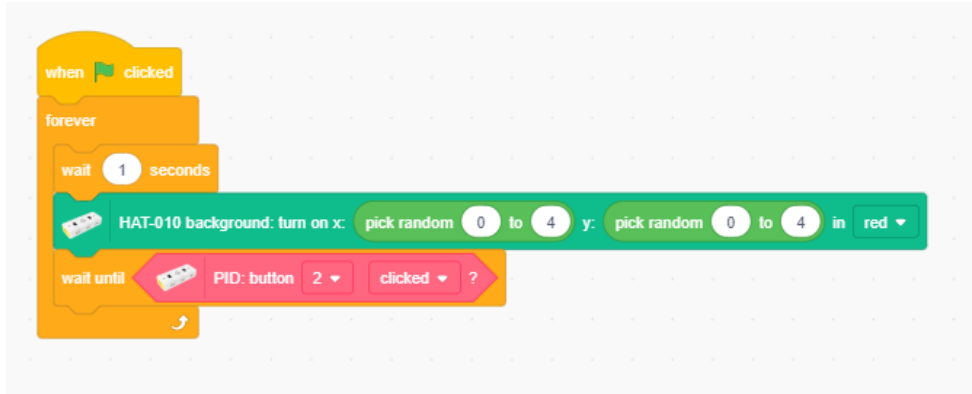 when clicked
forever
wait 1 seconds
HAT-010 background: turn on x: pick random 0 to 4 y: pick random 0 to 4 in red
wait until PID: button 2 clicked ?